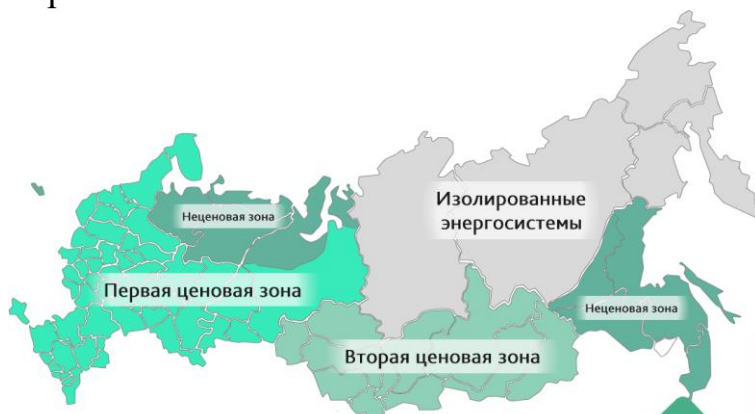 Изолированные
энергосистемы
Неценовая зона
Первая ценовая зона
Неценовая зона
Вторая ценовая зона